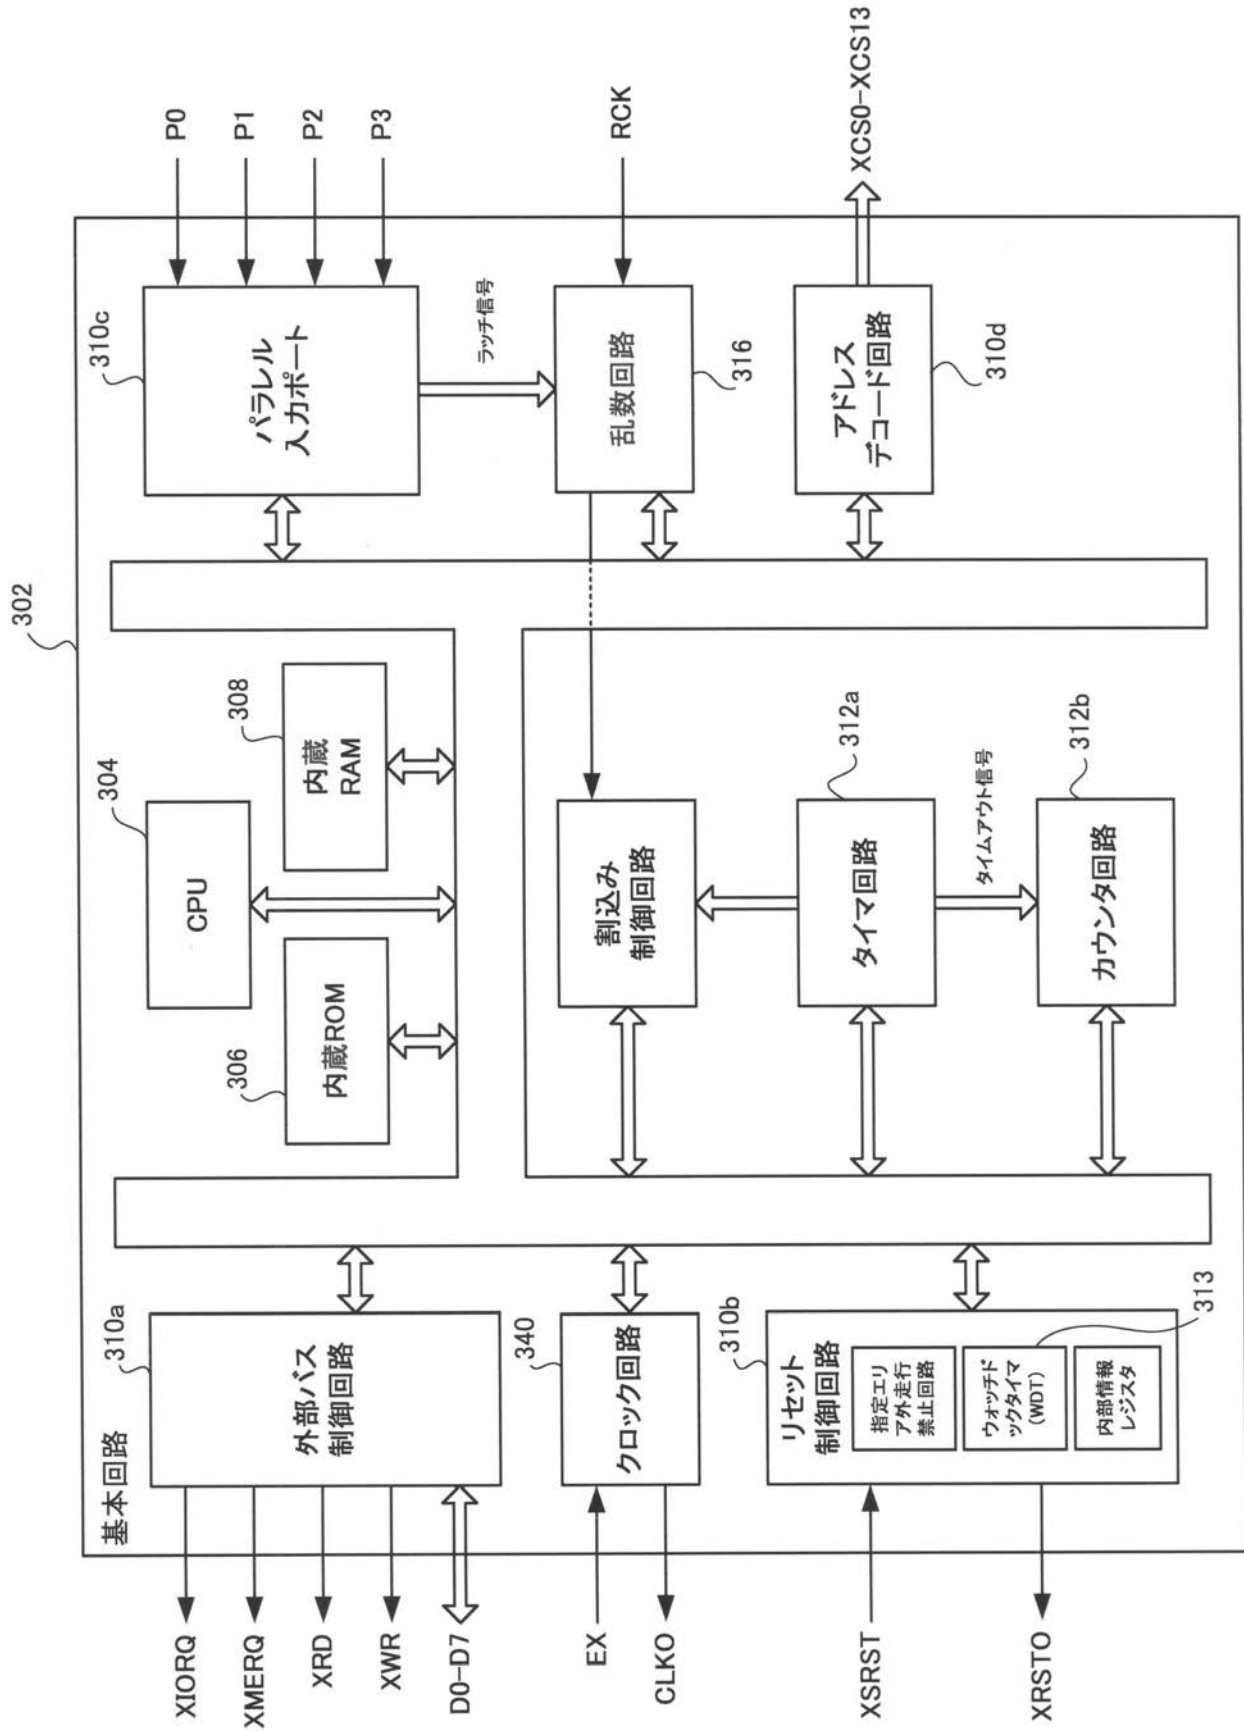 302
基本回路
XIORQ
XMERQ
XRD
XWR
D0-D7
310a
外部バス
制御回路
EX
CLKO
340
クロック回路
XSRST
XRSTO
310b
リセット
制御回路
指定エリ
ア外走行
禁止回路
ウォッチド
ックタイマ
(WDT)
内部情報
レジスタ
313
304
CPU
306
内蔵ROM
308
内蔵
RAM
割込み
制御回路
312a
タイマ回路
タイムアウト信号
312b
カウンタ回路
310c
パラレル
入力ポート
P0
P1
P2
P3
ラッチ信号
乱数回路
316
RCK
アドレス
デコード回路
310d
XCS0-XCS13